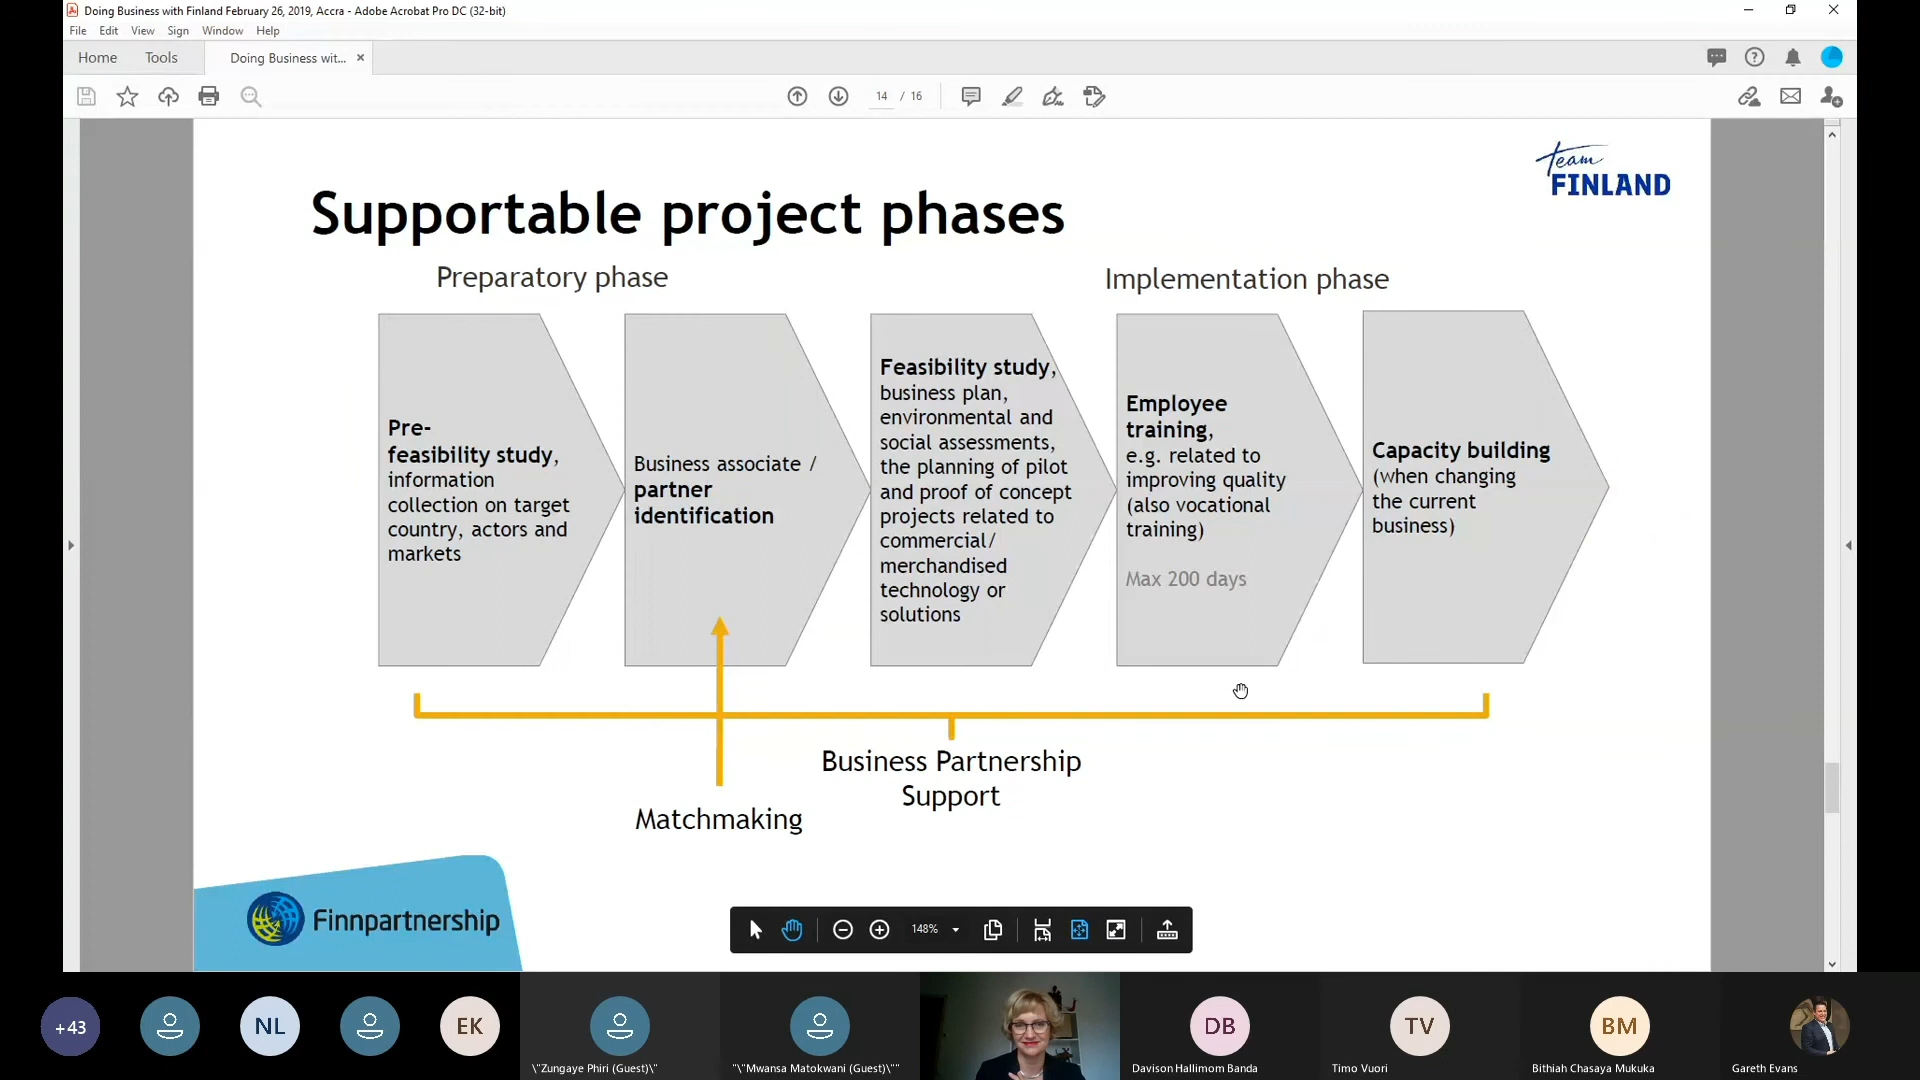 Doing Business with Finland February 26, 2019, Accra - Adobe Acrobat Pro DC (32-bit)
File Edit View Sign Window Help
Home Tools Doing Business wit... ×
14 / 16
team
FINLAND
Supportable project phases
Preparatory phase
Implementation phase
Pre-
feasibility study,
information
collection on target
country, actors and
markets
Business associate /
partner
identification
Feasibility study,
business plan,
environmental and
social assessments,
the planning of pilot
and proof of concept
projects related to
commercial/
merchandised
technology or
solutions
Employee
training,
e.g. related to
improving quality
(also vocational
training)
Max 200 days
Capacity building
(when changing
the current
business)
Business Partnership
Support
Matchmaking
Finnpartnership
148%
+43
NL
EK
\"Zungaye Phiri (Guest)\"
"\"Mwansa Matokwani (Guest)\""
DB
Davison Hallimom Banda
TV
Timo Vuori
BM
Bithiah Chasaya Mukuka
Gareth Evans